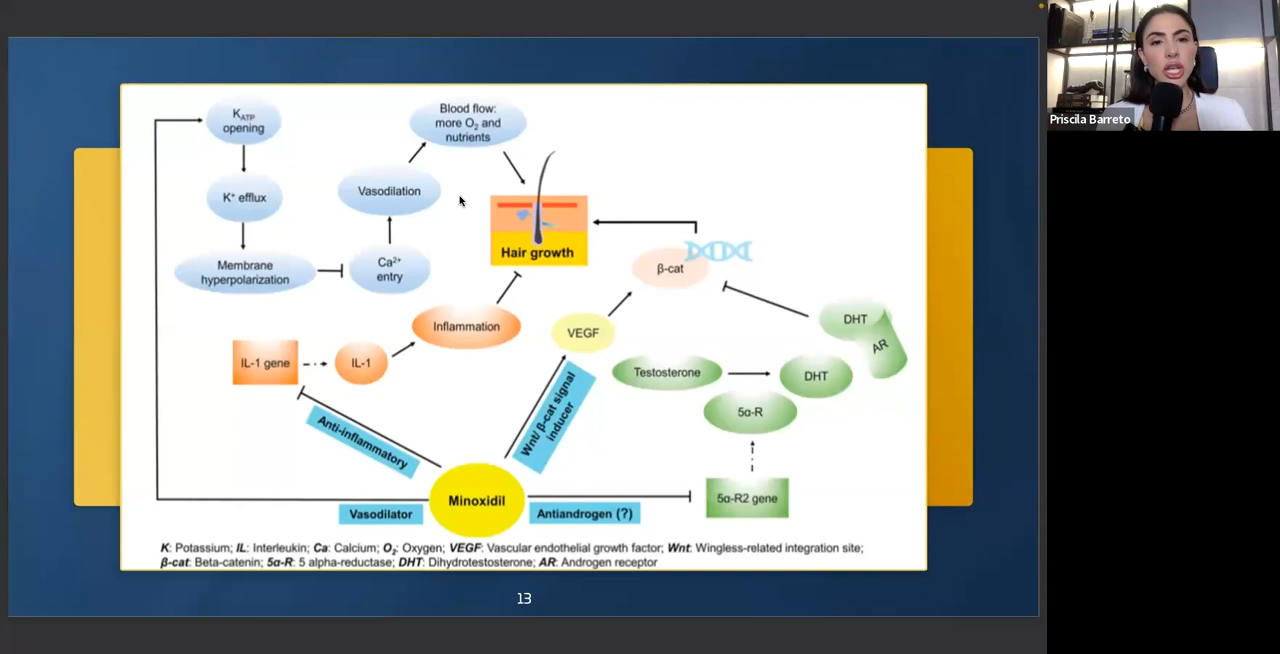 K_ATP
opening
Blood flow:
more O₂ and
nutrients
K⁺ efflux
Vasodilation
Membrane
hyperpolarization
Ca²⁺
entry
Hair growth
β-cat
Inflammation
VEGF
DHT
AR
IL-1 gene
IL-1
Testosterone
DHT
5α-R
Anti-inflammatory
Wnt/ β-cat signal
inducer
Minoxidil
Vasodilator
Antiandrogen (?)
5α-R2 gene
K: Potassium; IL: Interleukin; Ca: Calcium; O₂: Oxygen; VEGF: Vascular endothelial growth factor; Wnt: Wingless-related integration site;
β-cat: Beta-catenin; 5α-R: 5 alpha-reductase; DHT: Dihydrotestosterone; AR: Androgen receptor
13
Priscila Barreto